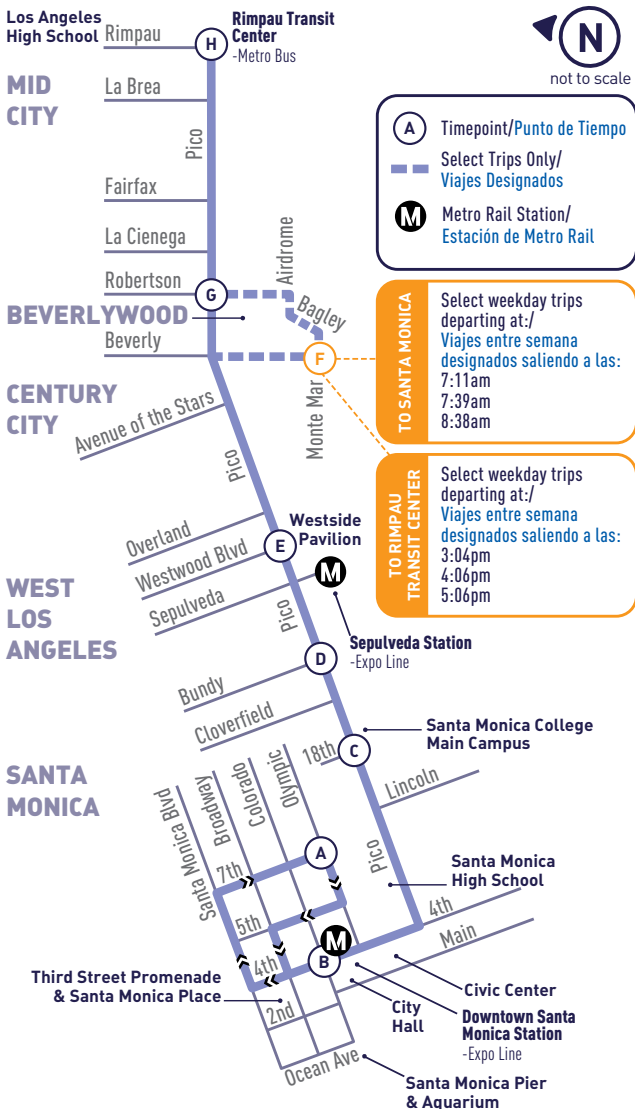 Los Angeles
High School
Rimpau
H
Rimpau Transit
Center
-Metro Bus
N
not to scale
MID
CITY
La Brea
Pico
Fairfax
La Cienega
Robertson
G
Airdrome
Bagley
BEVERLYWOOD
Beverly
F
Monte Mar
A Timepoint/Punto de Tiempo
Select Trips Only/
Viajes Designados
M Metro Rail Station/
Estación de Metro Rail
TO SANTA MONICA
Select weekday trips
departing at:/
Viajes entre semana
designados saliendo a las:
7:11am
7:39am
8:38am
TO RIMPAU
TRANSIT CENTER
Select weekday trips
departing at:/
Viajes entre semana
designados saliendo a las:
3:04pm
4:06pm
5:06pm
CENTURY
CITY
Avenue of the Stars
Pico
Overland
Westwood Blvd
E
Westside
Pavilion
Sepulveda
M
Pico
Sepulveda Station
-Expo Line
WEST
LOS
ANGELES
D
Bundy
Cloverfield
18th
C
Santa Monica College
Main Campus
Lincoln
SANTA
MONICA
Santa Monica Blvd
Broadway
Colorado
Olympic
7th
A
Pico
Santa Monica
High School
5th
4th
4th
M
B
Main
Third Street Promenade
& Santa Monica Place
2nd
City
Hall
Civic Center
Downtown Santa
Monica Station
-Expo Line
Ocean Ave
Santa Monica Pier
& Aquarium